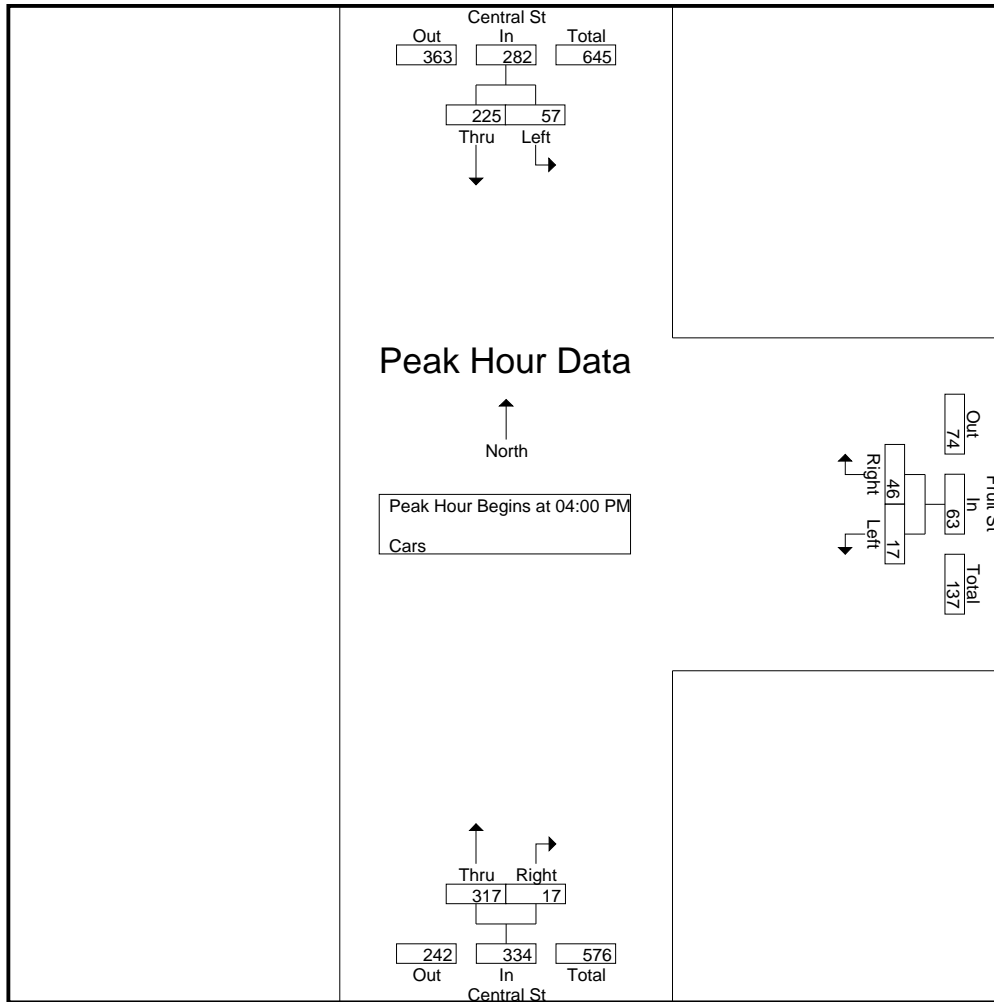 Central St
Out In Total
363 282 645
225 57
Thru Left
Peak Hour Data
North
Peak Hour Begins at 04:00 PM
Cars
Out In Total
74 63 137
Right Left
46 17
Thru Right
317 17
242 334 576
Out In Total
Central St